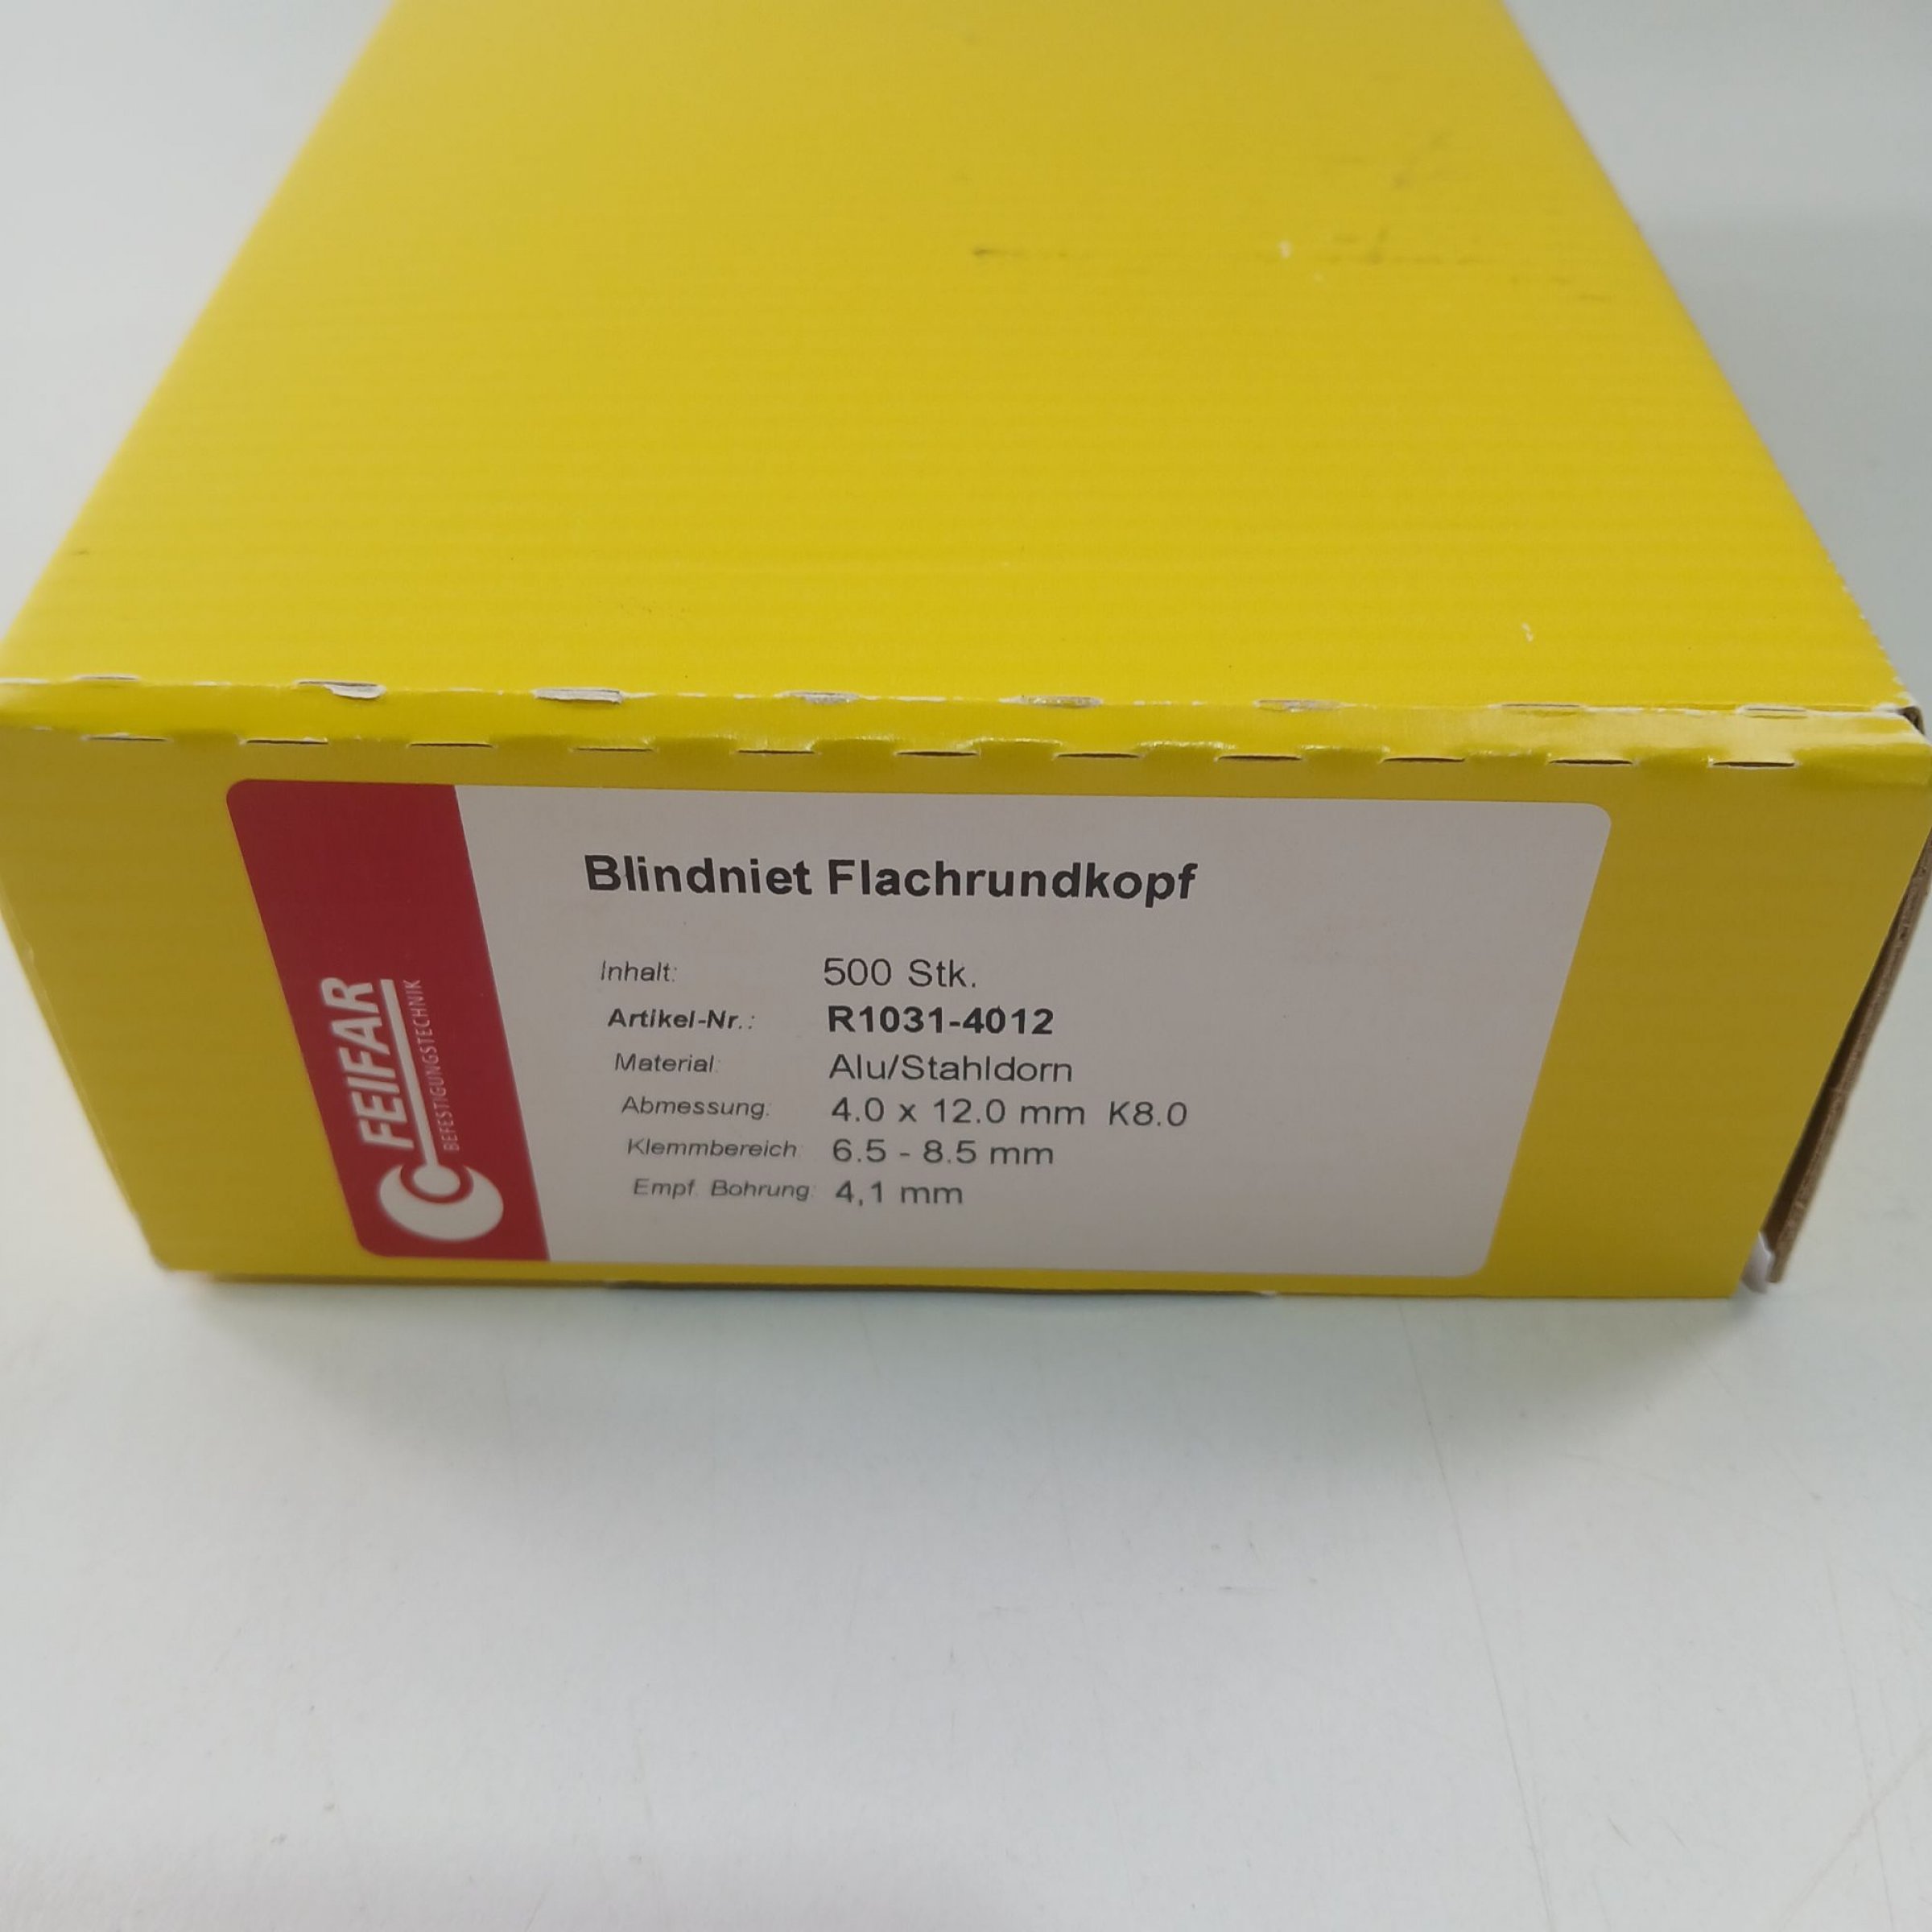 Blindniet Flachrundkopf
Inhalt: 500 Stk.
Artikel-Nr.: R1031-4012
Material: Alu/Stahldorn
Abmessung: 4.0 x 12.0 mm K8.0
Klemmbereich: 6.5 - 8.5 mm
Empf. Bohrung: 4,1 mm
FEIFAR
BEFESTIGUNGSTECHNIK